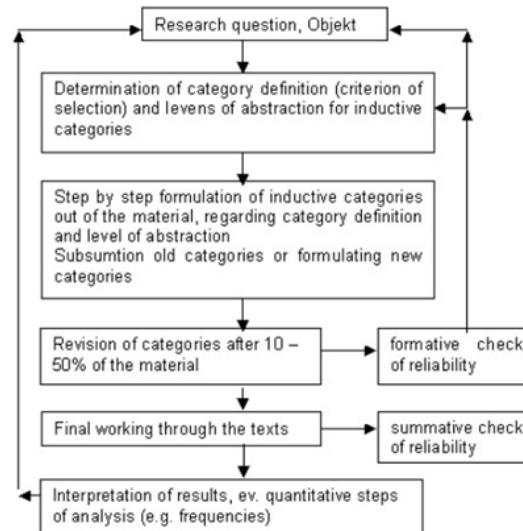 Research question, Objekt
Determination of category definition (criterion of
selection) and levens of abstraction for inductive
categories
Step by step formulation of inductive categories
out of the material, regarding category definition
and level of abstraction
Subsumtion old categories or formulating new
categories
Revision of categories after 10 –
50% of the material
formative check
of reliability
Final working through the texts
summative check
of reliability
Interpretation of results, ev. quantitative steps
of analysis (e.g. frequencies)